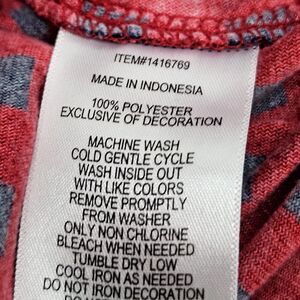 ITEM#1416769
MADE IN INDONESIA
100% POLYESTER
EXCLUSIVE OF DECORATION
MACHINE WASH
COLD GENTLE CYCLE
WASH INSIDE OUT
WITH LIKE COLORS
REMOVE PROMPTLY
FROM WASHER
ONLY NON CHLORINE
BLEACH WHEN NEEDED
TUMBLE DRY LOW
COOL IRON AS NEEDED
DO NOT IRON DECORATION